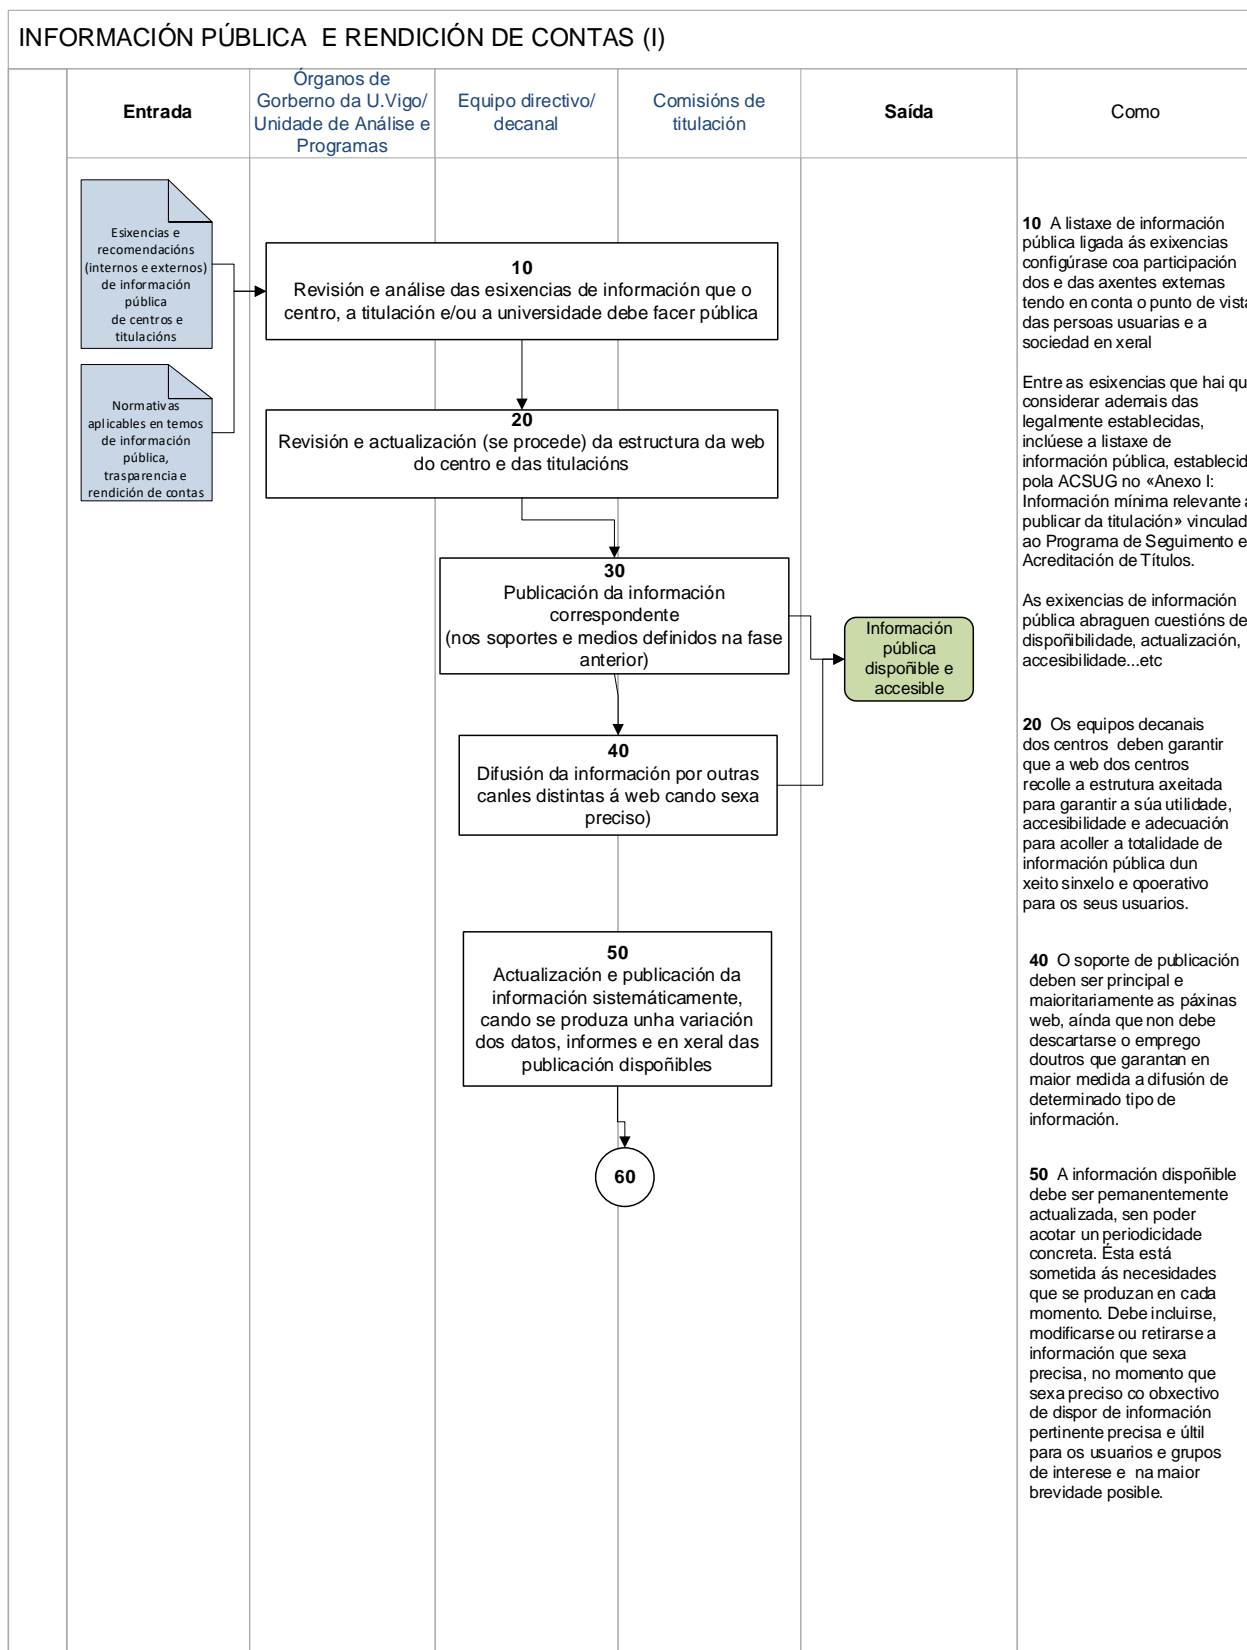 INFORMACIÓN PÚBLICA  E RENDICIÓN DE CONTAS (I)
Entrada
Órganos de
Gorberno da U.Vigo/
Unidade de Análise e
Programas
Equipo directivo/
decanal
Comisións de
titulación
Saída
Como
Esixencias e
recomendacións
(internos e externos)
de información
pública
de centros e
titulacións
Normativas
aplicables en temos
de información
pública,
trasparencia e
rendición de contas
10
Revisión e análise das esixencias de información que o
centro, a titulación e/ou a universidade debe facer pública
20
Revisión e actualización (se procede) da estructura da web
do centro e das titulacións
30
Publicación da información
correspondente
(nos soportes e medios definidos na fase
anterior)
40
Difusión da información por outras
canles distintas á web cando sexa
preciso)
50
Actualización e publicación da
información sistemáticamente,
cando se produza unha variación
dos datos, informes e en xeral das
publicación dispoñibles
60
Información
pública
dispoñible e
accesible
10  A listaxe de información
pública ligada ás exixencias
configúrase coa participación
dos e das axentes externas
tendo en conta o punto de vista
das persoas usuarias e a
sociedad en xeral
Entre as esixencias que hai qu
considerar ademais das
legalmente establecidas,
inclúese a listaxe de
información pública, establecid
pola ACSUG no «Anexo I:
Información mínima relevante a
publicar da titulación» vinculad
ao Programa de Seguimento e
Acreditación de Títulos.
As exixencias de información
pública abraguen cuestións de
dispoñibilidade, actualización,
accesibilidade...etc
20  Os equipos decanais
dos centros  deben garantir
que a web dos centros
recolle a estrutura axeitada
para garantir a súa utilidade,
accesibilidade e adecuación
para acoller a totalidade de
información pública dun
xeito sinxelo e opoerativo
para os seus usuarios.
40  O soporte de publicación
deben ser principal e
maioritariamente as páxinas
web, aínda que non debe
descartarse o emprego
doutros que garantan en
maior medida a difusión de
determinado tipo de
información.
50  A información dispoñible
debe ser pemanentemente
actualizada, sen poder
acotar un periodicidade
concreta. Ésta está
sometida ás necesidades
que se produzan en cada
momento. Debe incluirse,
modificarse ou retirarse a
información que sexa
precisa, no momento que
sexa preciso co obxectivo
de dispor de información
pertinente precisa e últil
para os usuarios e grupos
de interese e  na maior
brevidade posible.